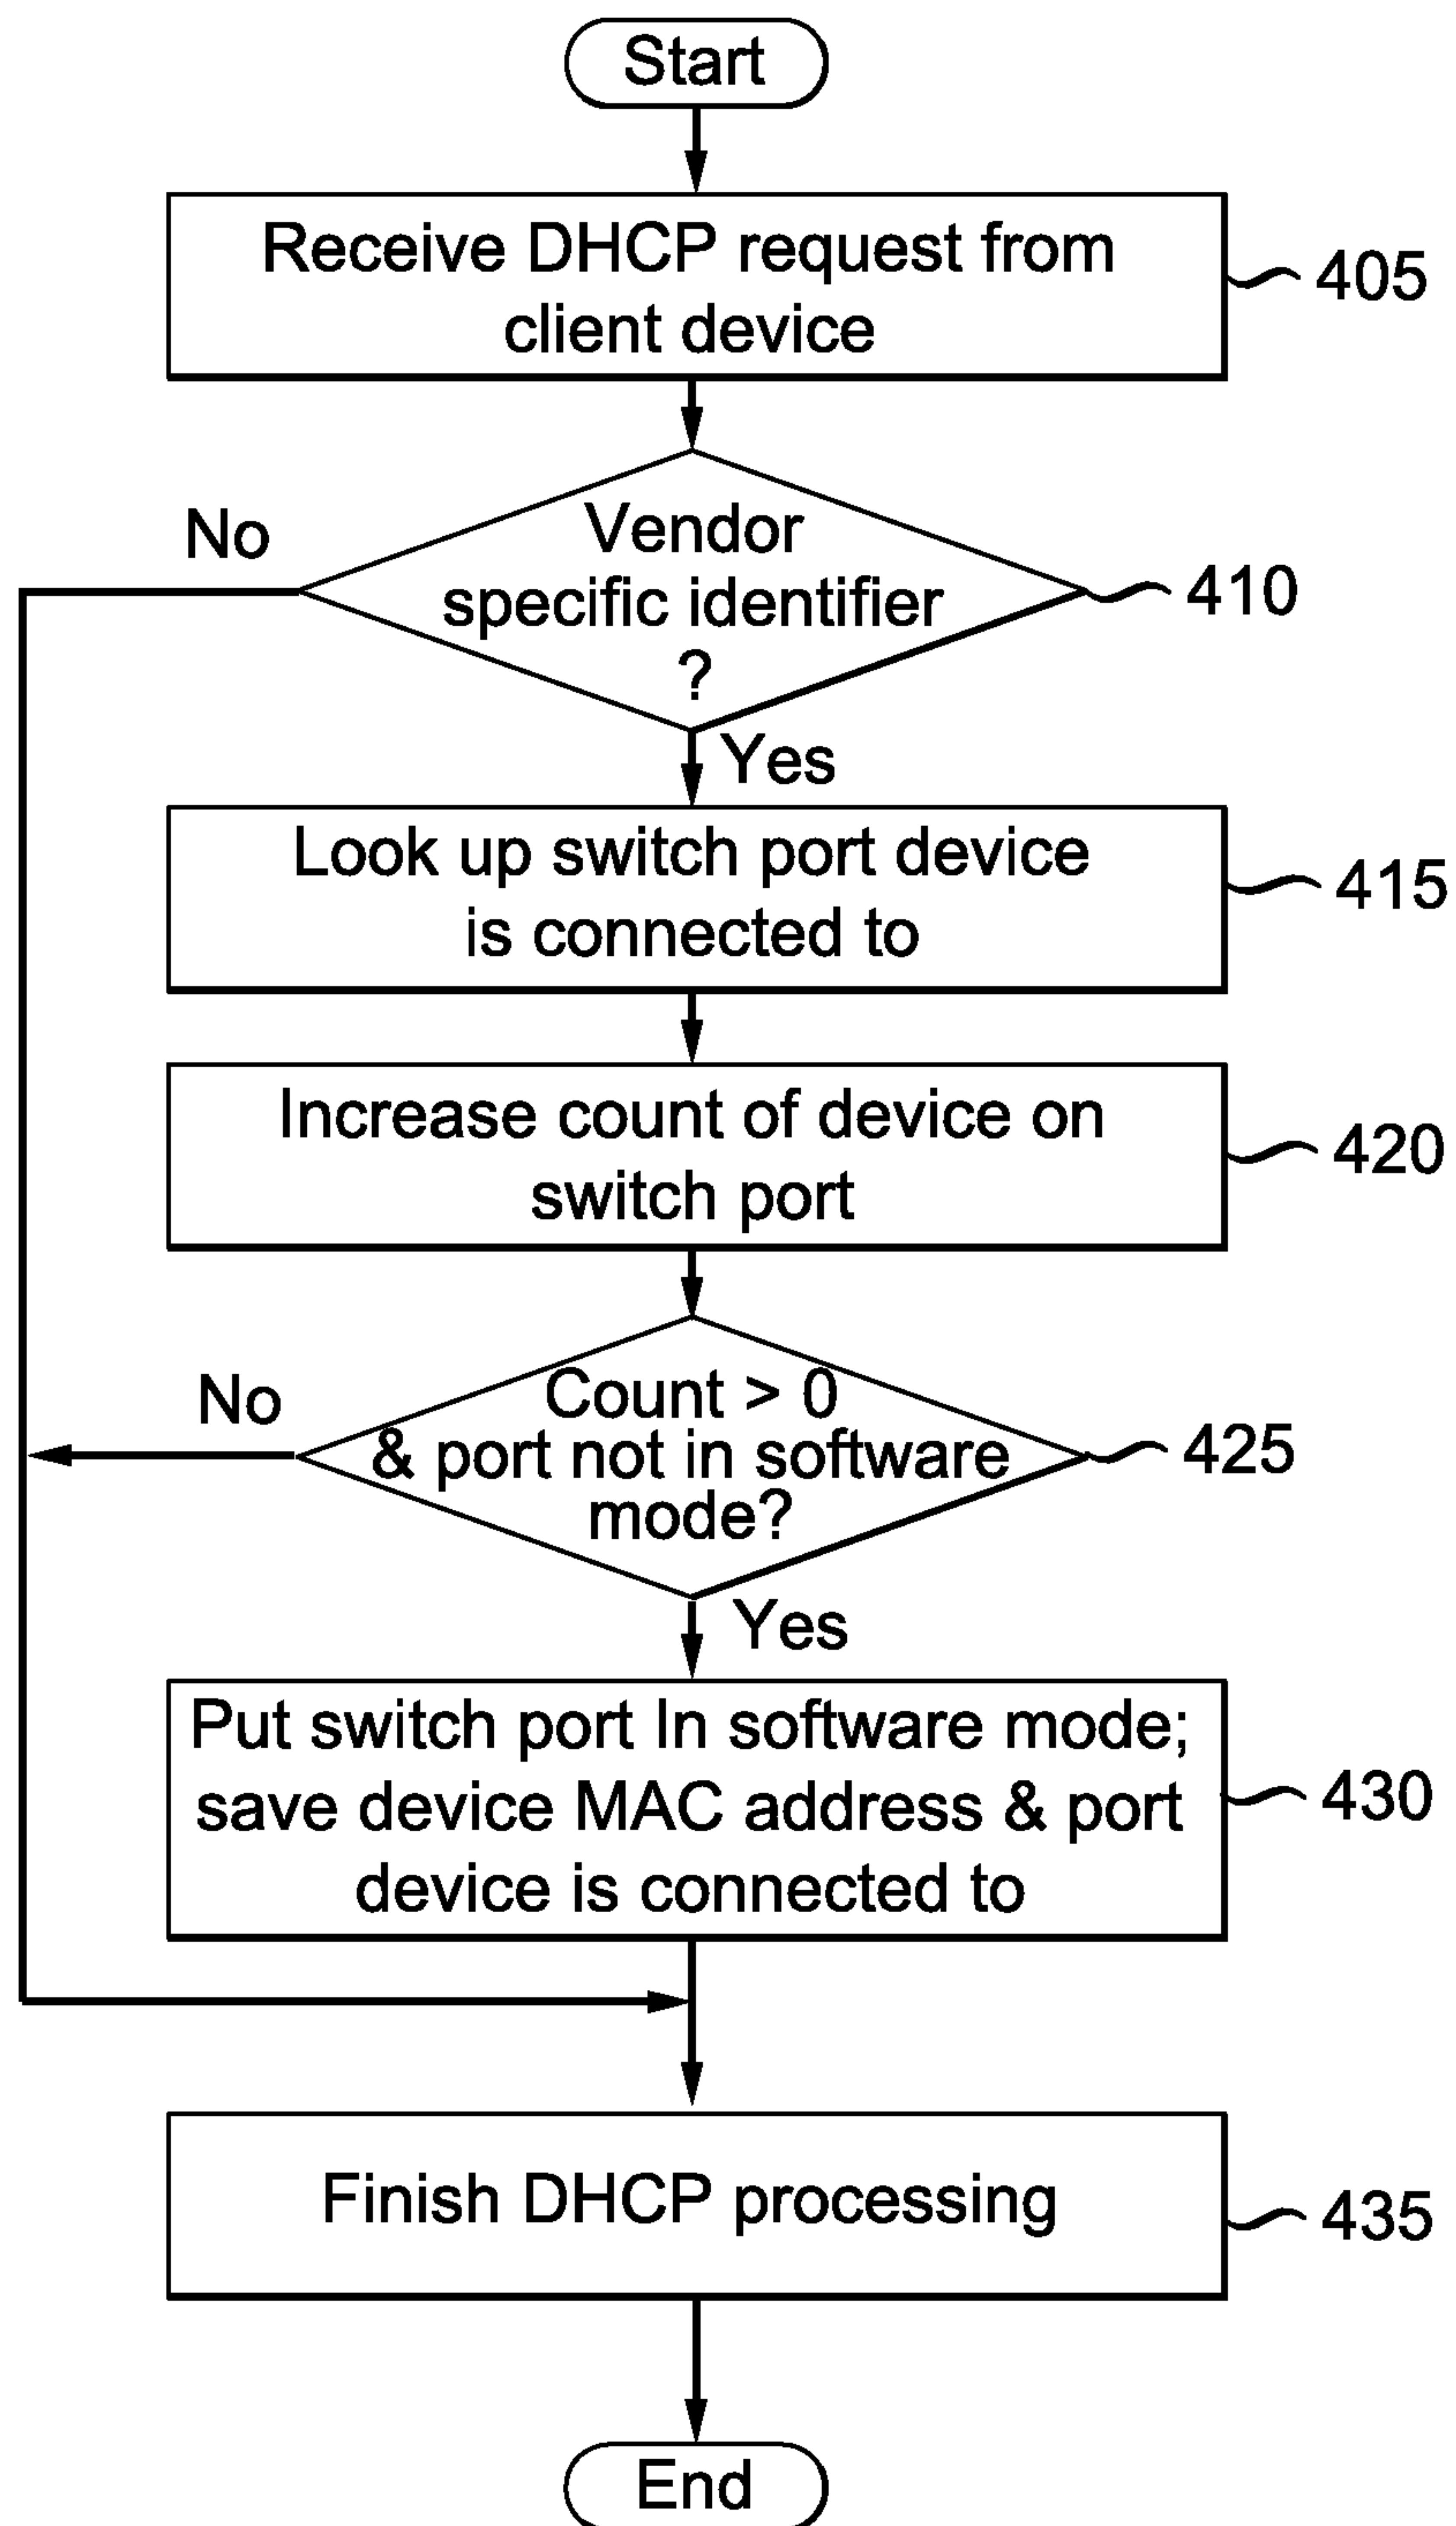 Start
Receive DHCP request from
client device
405
No
Vendor
specific identifier
?
410
Yes
Look up switch port device
is connected to
415
Increase count of device on
switch port
420
No
Count > 0
& port not in software
mode?
425
Yes
Put switch port In software mode;
save device MAC address & port
device is connected to
430
Finish DHCP processing
435
End